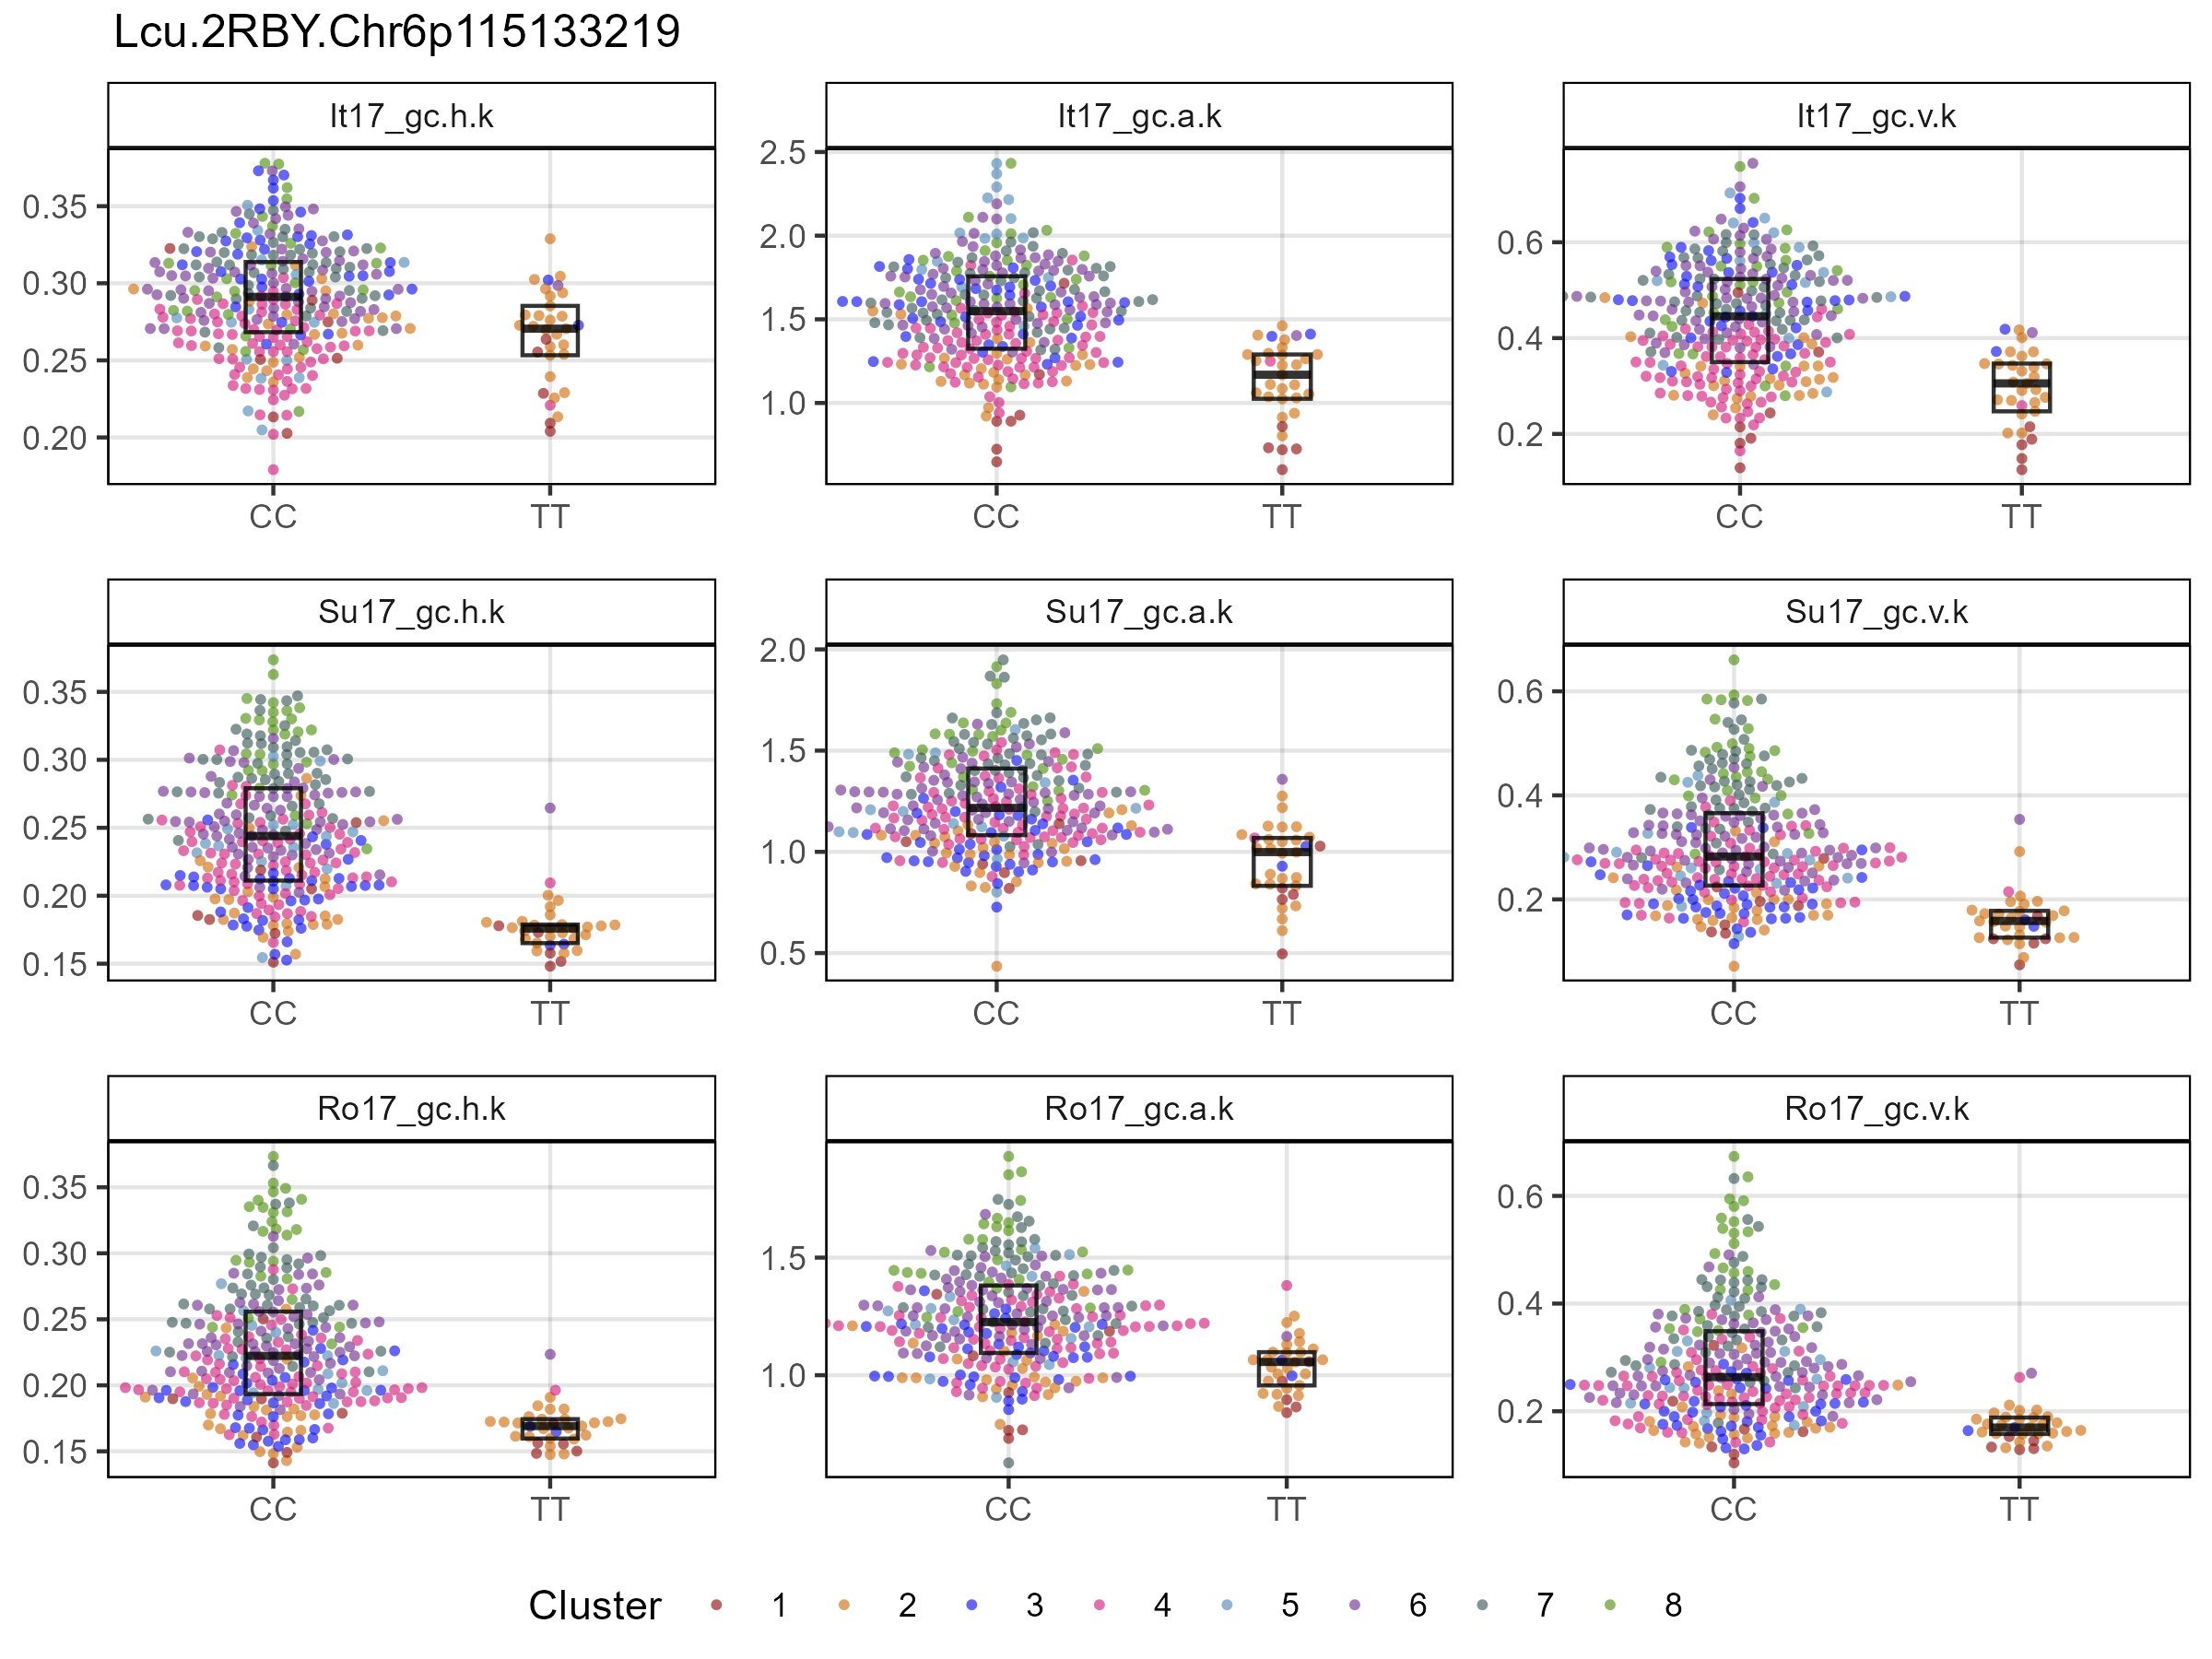 Lcu.2RBY.Chr6p115133219
It17_gc.h.k
It17_gc.a.k
It17_gc.v.k
0.35
0.30
0.25
0.20
CC
TT
2.5
2.0
1.5
1.0
CC
TT
0.6
0.4
0.2
CC
TT
Su17_gc.h.k
Su17_gc.a.k
Su17_gc.v.k
0.35
0.30
0.25
0.20
0.15
CC
TT
2.0
1.5
1.0
0.5
CC
TT
0.6
0.4
0.2
CC
TT
Ro17_gc.h.k
Ro17_gc.a.k
Ro17_gc.v.k
0.35
0.30
0.25
0.20
0.15
CC
TT
1.5
1.0
CC
TT
0.6
0.4
0.2
CC
TT
Cluster 1 2 3 4 5 6 7 8